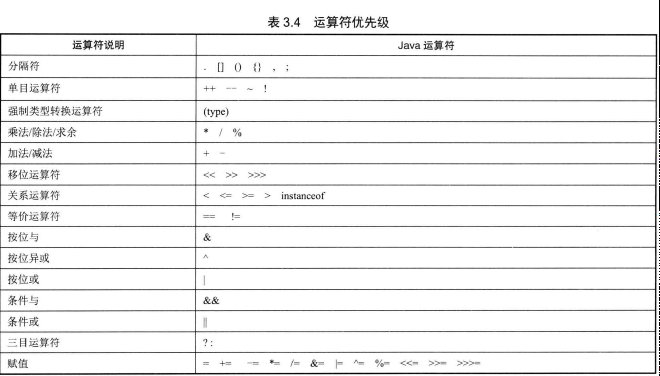 表 3.4 运算符优先级
运算符说明 Java 运算符
分隔符 . [] () {} , ;
单目运算符 ++ -- ~ !
强制类型转换运算符 (type)
乘法/除法/求余 * / %
加法/减法 + -
移位运算符 << >> >>>
关系运算符 < <= >= > instanceof
等价运算符 == !=
按位与 &
按位异或 ^
按位或 |
条件与 &&
条件或 ||
三目运算符 ? :
赋值 = += -= *= /= &= |= ^= %= <<= >>= >>>=